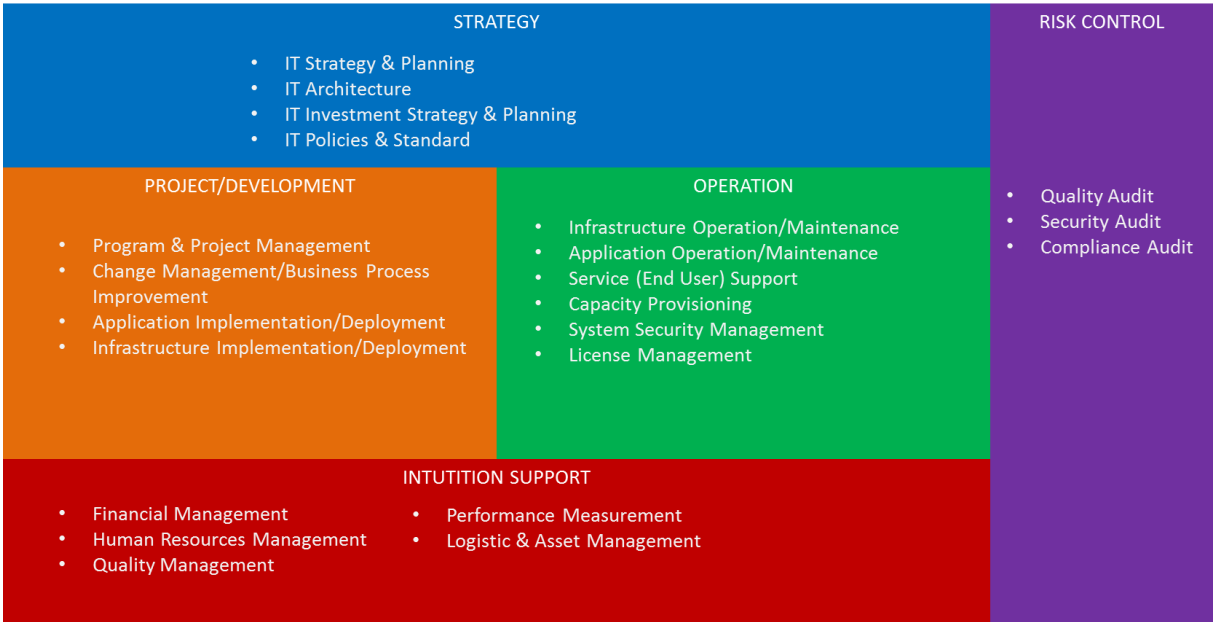 STRATEGY
• IT Strategy & Planning
• IT Architecture
• IT Investment Strategy & Planning
• IT Policies & Standard
RISK CONTROL
• Quality Audit
• Security Audit
• Compliance Audit
PROJECT/DEVELOPMENT
• Program & Project Management
• Change Management/Business Process
Improvement
• Application Implementation/Deployment
• Infrastructure Implementation/Deployment
OPERATION
• Infrastructure Operation/Maintenance
• Application Operation/Maintenance
• Service (End User) Support
• Capacity Provisioning
• System Security Management
• License Management
INTUTITION SUPPORT
• Financial Management
• Human Resources Management
• Quality Management
• Performance Measurement
• Logistic & Asset Management